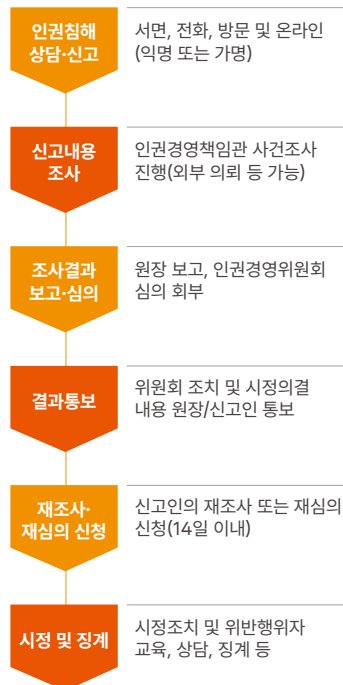 인권침해
상담·신고
서면, 전화, 방문 및 온라인
(익명 또는 가명)
신고내용
조사
인권경영책임관 사건조사
진행(외부 의뢰 등 가능)
조사결과
보고·심의
원장 보고, 인권경영위원회
심의 회부
결과통보
위원회 조치 및 시정의결
내용 원장/신고인 통보
재조사·
재심의 신청
신고인의 재조사 또는 재심의
신청(14일 이내)
시정 및 징계
시정조치 및 위반행위자
교육, 상담, 징계 등